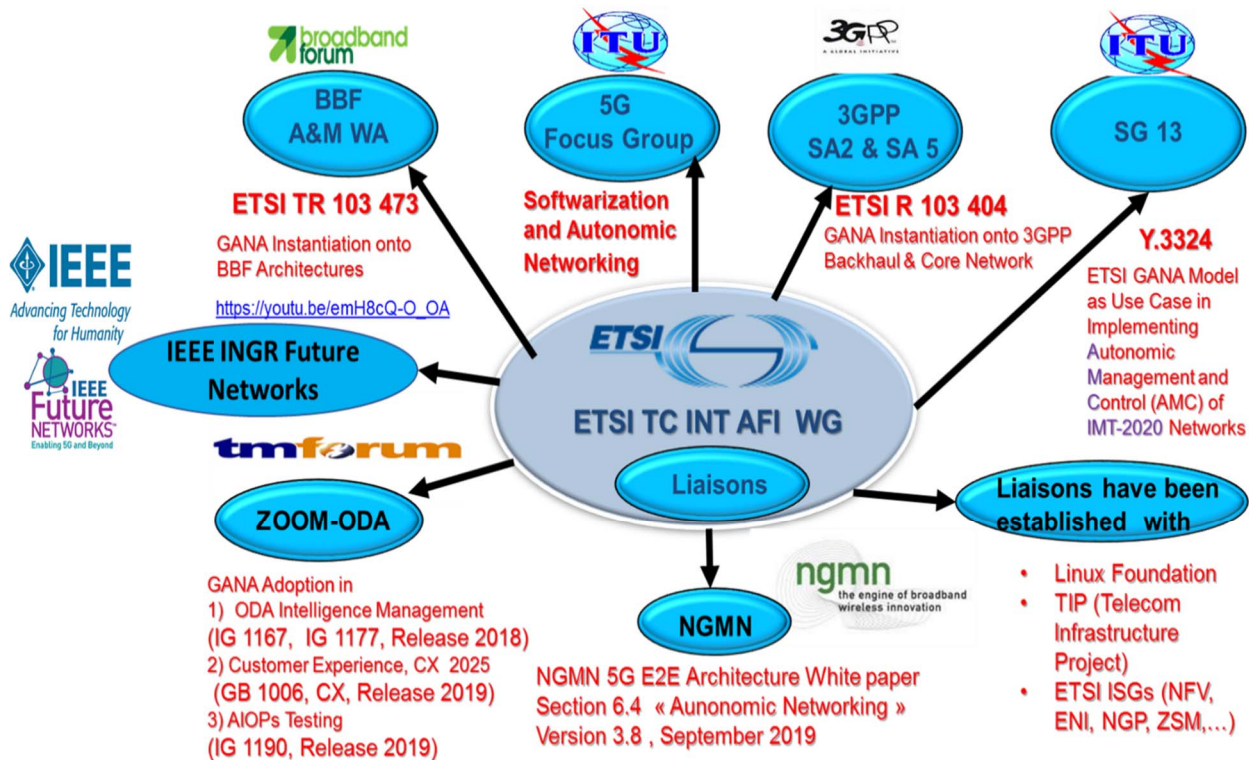 broadband
forum
ITU
3GPP
A GLOBAL INITIATIVE
ITU
BBF
A&M WA
5G
Focus Group
3GPP
SA2 & SA 5
SG 13
ETSI TR 103 473
GANA Instantiation onto
BBF Architectures
https://youtu.be/emH8cQ-O_OA
Softwarization
and Autonomic
Networking
ETSI R 103 404
GANA Instantiation onto 3GPP
Backhaul & Core Network
Y.3324
ETSI GANA Model
as Use Case in
Implementing
Autonomic
Management and
Control (AMC) of
IMT-2020 Networks
IEEE
Advancing Technology
for Humanity
IEEE
Future
NETWORKS™
Enabling 5G and Beyond
IEEE INGR Future
Networks
ETSI
ETSI TC INT AFI WG
Liaisons
tmforum
ZOOM-ODA
GANA Adoption in
1) ODA Intelligence Management
(IG 1167, IG 1177, Release 2018)
2) Customer Experience, CX 2025
(GB 1006, CX, Release 2019)
3) AIOPs Testing
(IG 1190, Release 2019)
ngmn
the engine of broadband
wireless innovation
NGMN
NGMN 5G E2E Architecture White paper
Section 6.4 « Aunonomic Networking »
Version 3.8 , September 2019
Liaisons have been
established with
• Linux Foundation
• TIP (Telecom
Infrastructure
Project)
• ETSI ISGs (NFV,
ENI, NGP, ZSM,...)